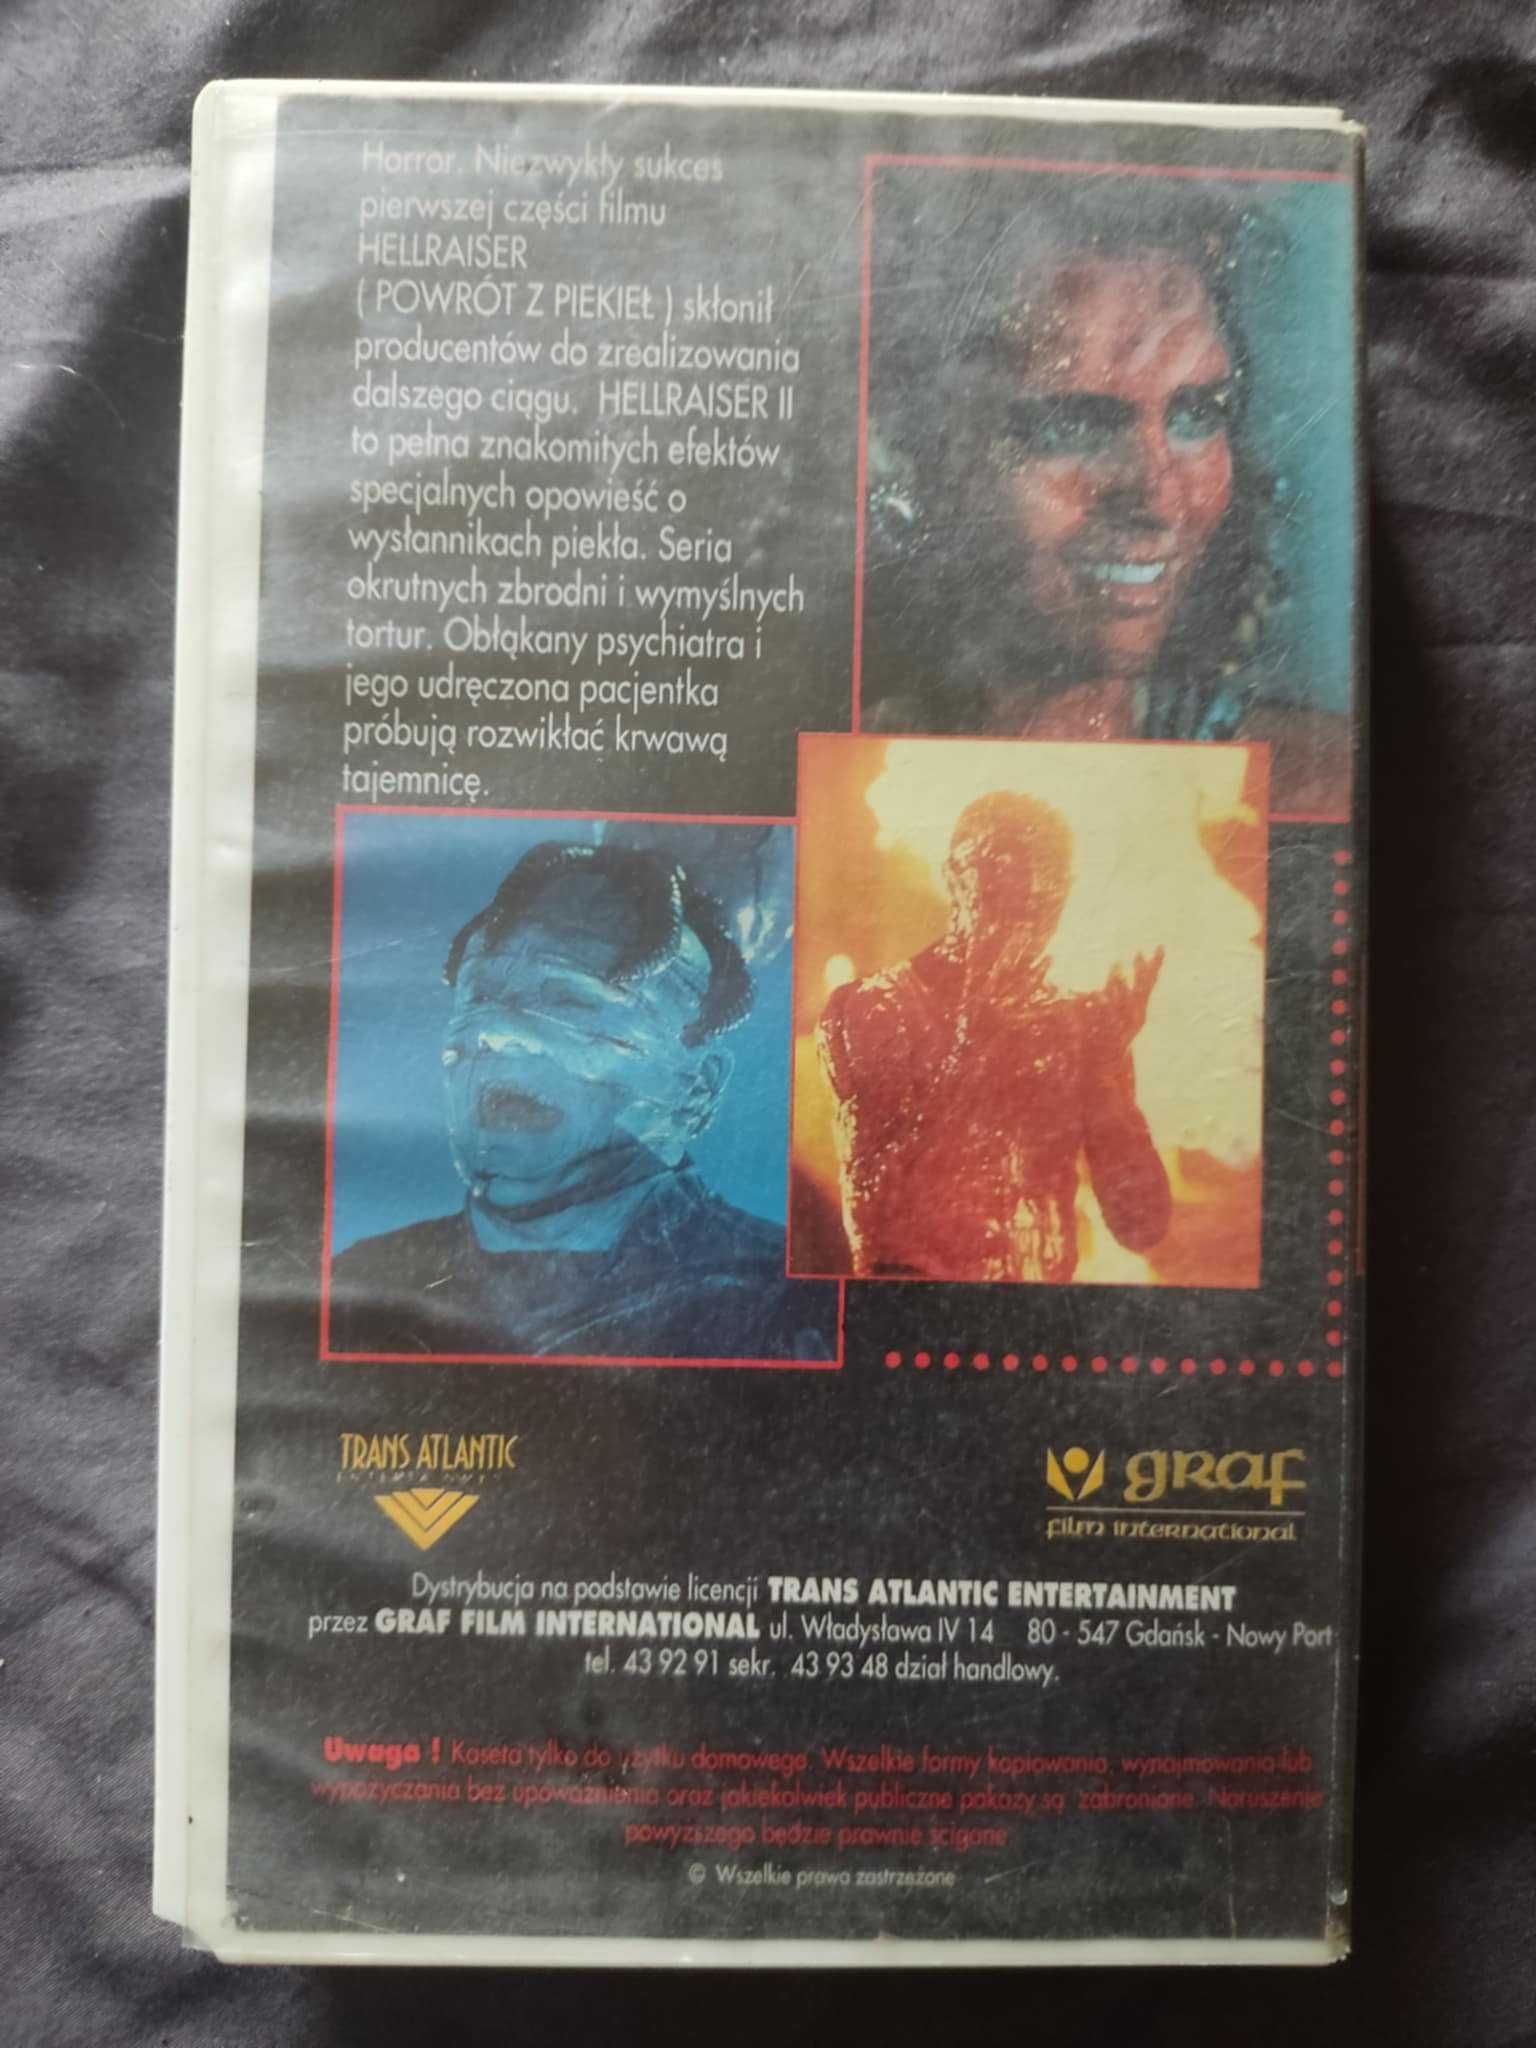 Horror. Niezwykły sukces
pierwszej części filmu
HELLRAISER
( POWRÓT Z PIEKIEŁ ) skłonił
producentów do zrealizowania
dalszego ciągu. HELLRAISER II
to pełna znakomitych efektów
specjalnych opowieść o
wysłannikach piekła. Seria
okrutnych zbrodni i wymyślnych
tortur. Obłąkany psychiatra i
jego udręczona pacjentka
próbują rozwikłać krwawą
tajemnicę.
TRANS ATLANTIC
ENTERTAINMENT
graf
film international
Dystrybucja na podstawie licencji TRANS ATLANTIC ENTERTAINMENT
przez GRAF FILM INTERNATIONAL ul. Władysława IV 14 80 - 547 Gdańsk - Nowy Port
tel. 43 92 91 sekr. 43 93 48 dział handlowy.
Uwaga ! Kaseta tylko do użytku domowego. Wszelkie formy kopiowania, wynajmowania lub
wypożyczania bez upoważnienia oraz jakiekolwiek publiczne pokazy są zabronione. Naruszenie
powyższego będzie prawnie ścigane
© Wszelkie prawa zastrzeżone